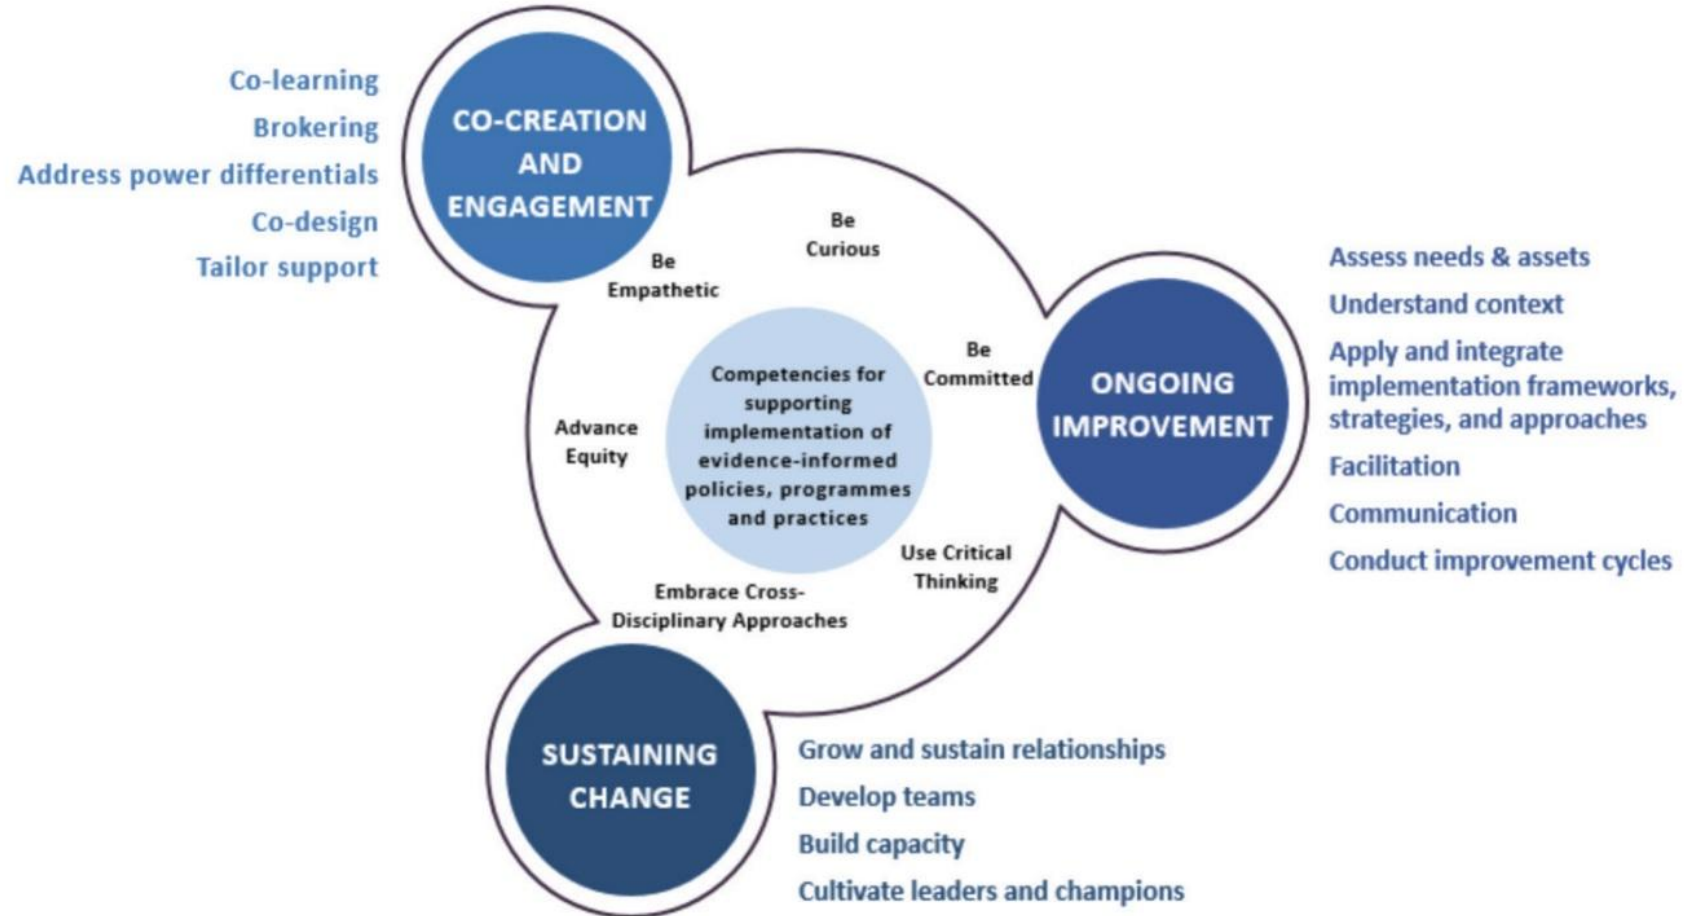 Co-learning
Brokering
Address power differentials
Co-design
Tailor support
CO-CREATION
AND
ENGAGEMENT
Be
Empathetic
Be
Curious
Be
Committed
Advance
Equity
Competencies for
supporting
implementation of
evidence-informed
policies, programmes
and practices
Use Critical
Thinking
Embrace Cross-
Disciplinary Approaches
ONGOING
IMPROVEMENT
Assess needs & assets
Understand context
Apply and integrate
implementation frameworks,
strategies, and approaches
Facilitation
Communication
Conduct improvement cycles
SUSTAINING
CHANGE
Grow and sustain relationships
Develop teams
Build capacity
Cultivate leaders and champions